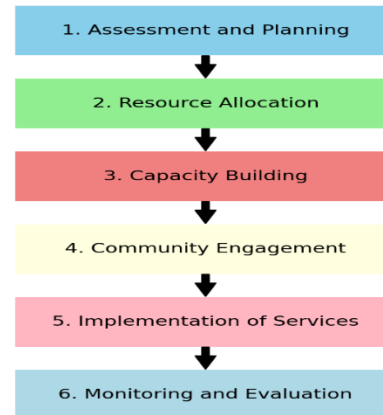 1. Assessment and Planning
2. Resource Allocation
3. Capacity Building
4. Community Engagement
5. Implementation of Services
6. Monitoring and Evaluation